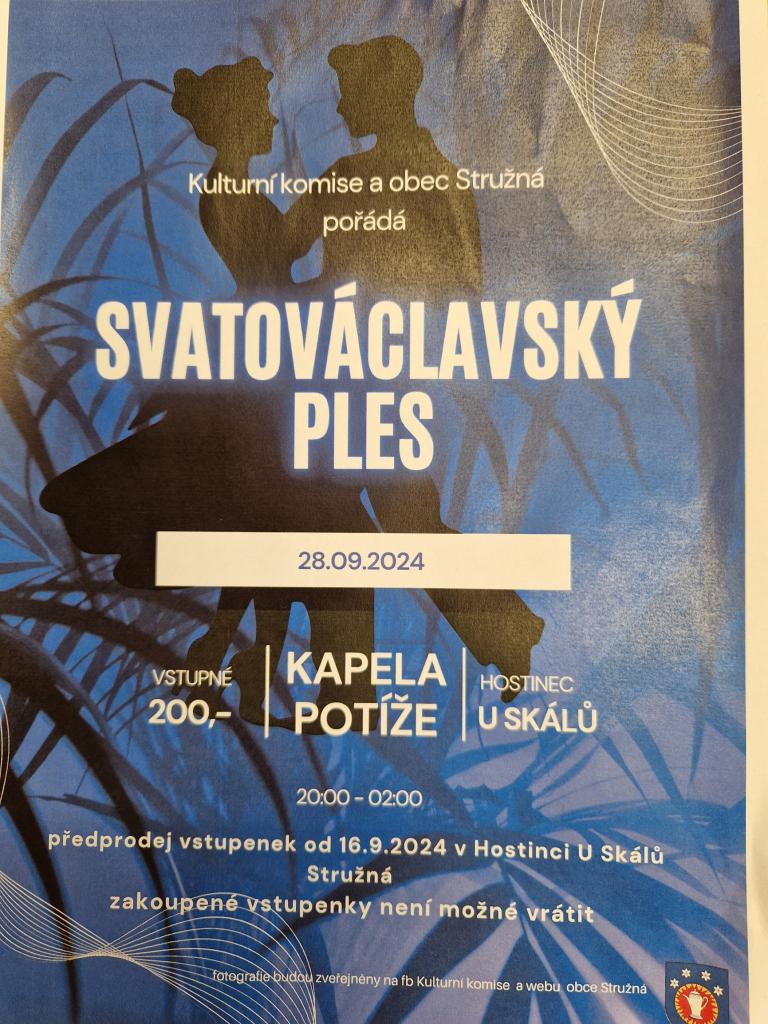 Kulturní komise a obec Stružná
pořádá
SVATOVÁCLAVSKÝ
PLES
28.09.2024
VSTUPNÉ
200,-
KAPELA
POTÍŽE
HOSTINEC
U SKÁLŮ
20:00 - 02:00
předprodej vstupenek od 16.9.2024 v Hostinci U Skálů
Stružná
zakoupené vstupenky není možné vrátit
fotografie budou zveřejněny na fb Kulturní komise a webu obce Stružná